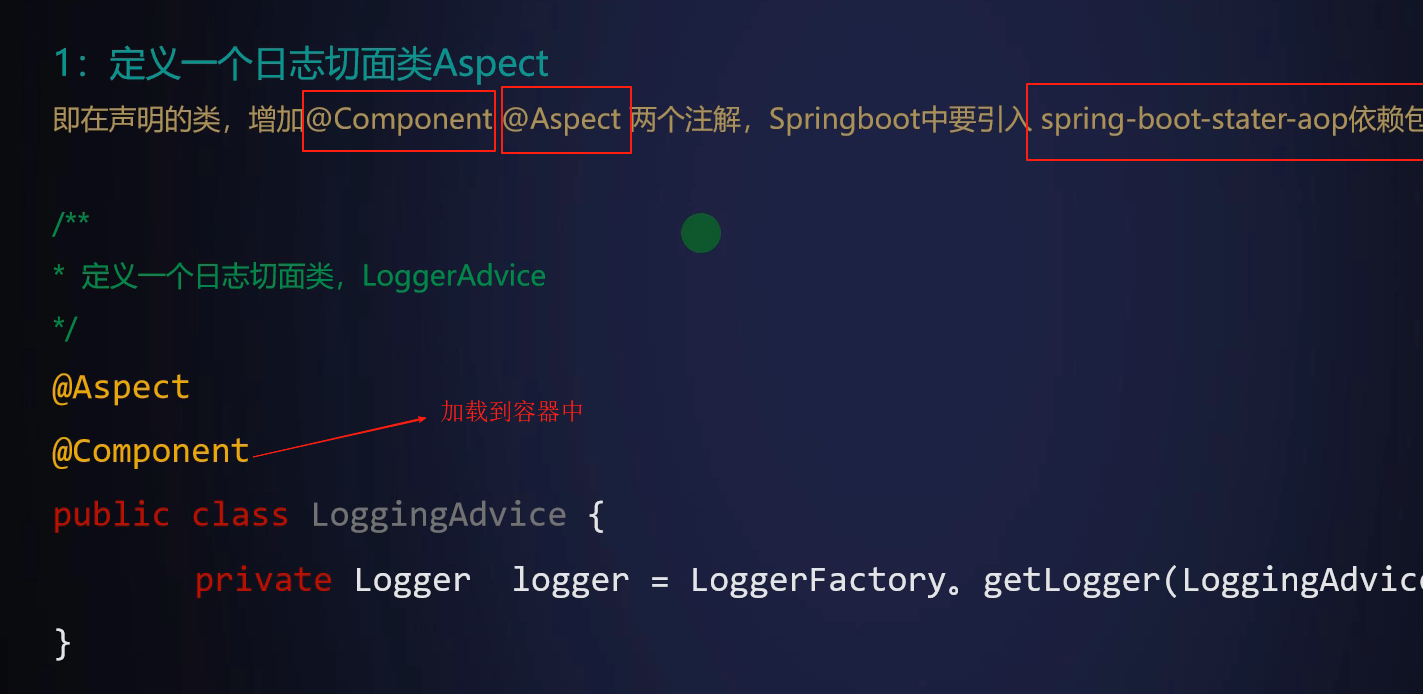 1：定义一个日志切面类Aspect
即在声明的类，增加@Component @Aspect 两个注解，Springboot中要引入 spring-boot-stater-aop依赖包
/**
* 定义一个日志切面类，LoggerAdvice
*/
@Aspect
加载到容器中
@Component
public class LoggingAdvice {
private Logger logger = LoggerFactory。getLogger(LoggingAdvice
}